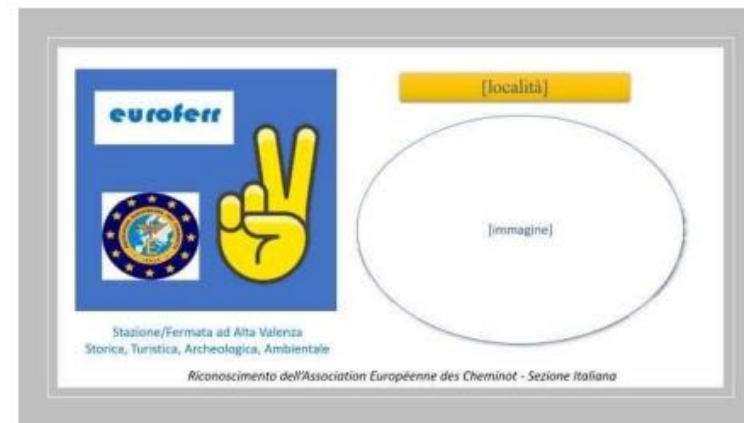 euroferr
[località]
[immagine]
Stazione/Fermata ad Alta Valenza
Storica, Turistica, Archeologica, Ambientale
Riconoscimento dell'Association Européenne des Cheminot - Sezione Italiana